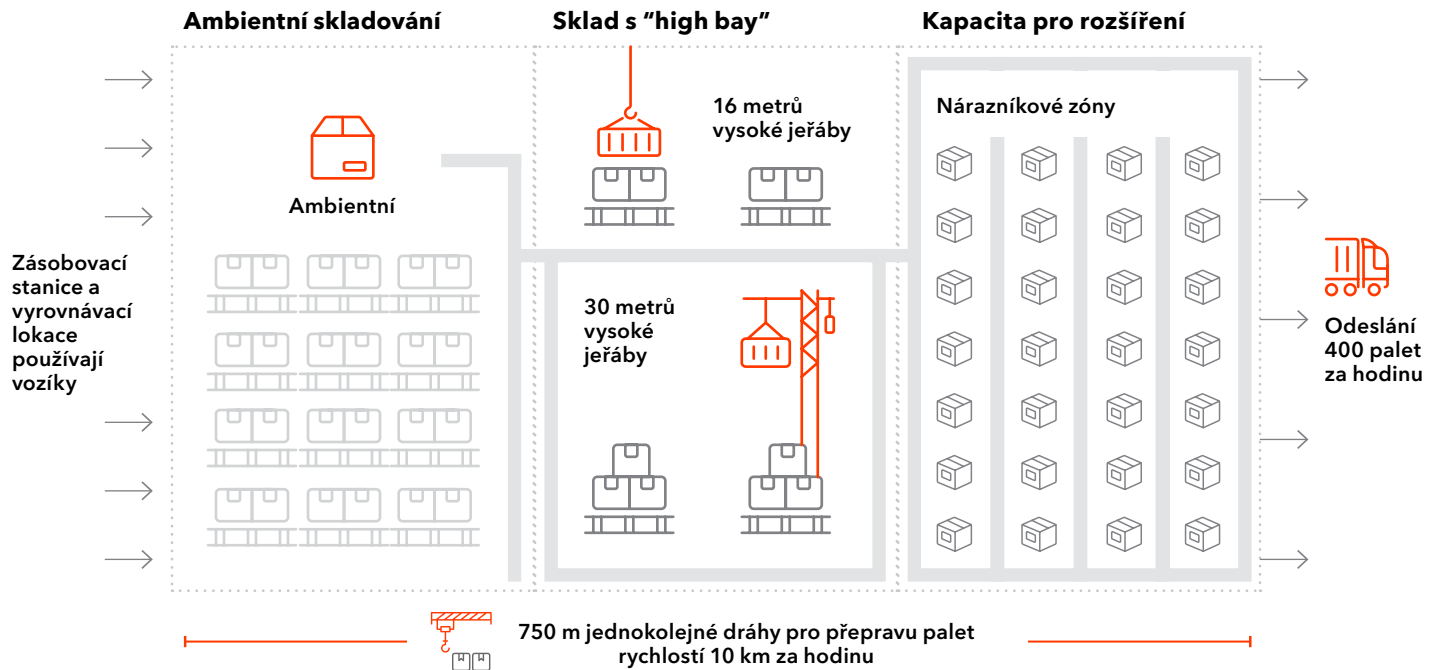 Ambientní skladování
Sklad s “high bay”
Kapacita pro rozšíření
Zásobovací
stanice a
vyrovnávací
lokace
používají
vozíky
Ambientní
16 metrů
vysoké jeřáby
30 metrů
vysoké
jeřáby
Nárazníkové zóny
Odeslání
400 palet
za hodinu
750 m jednokolejné dráhy pro přepravu palet
rychlostí 10 km za hodinu